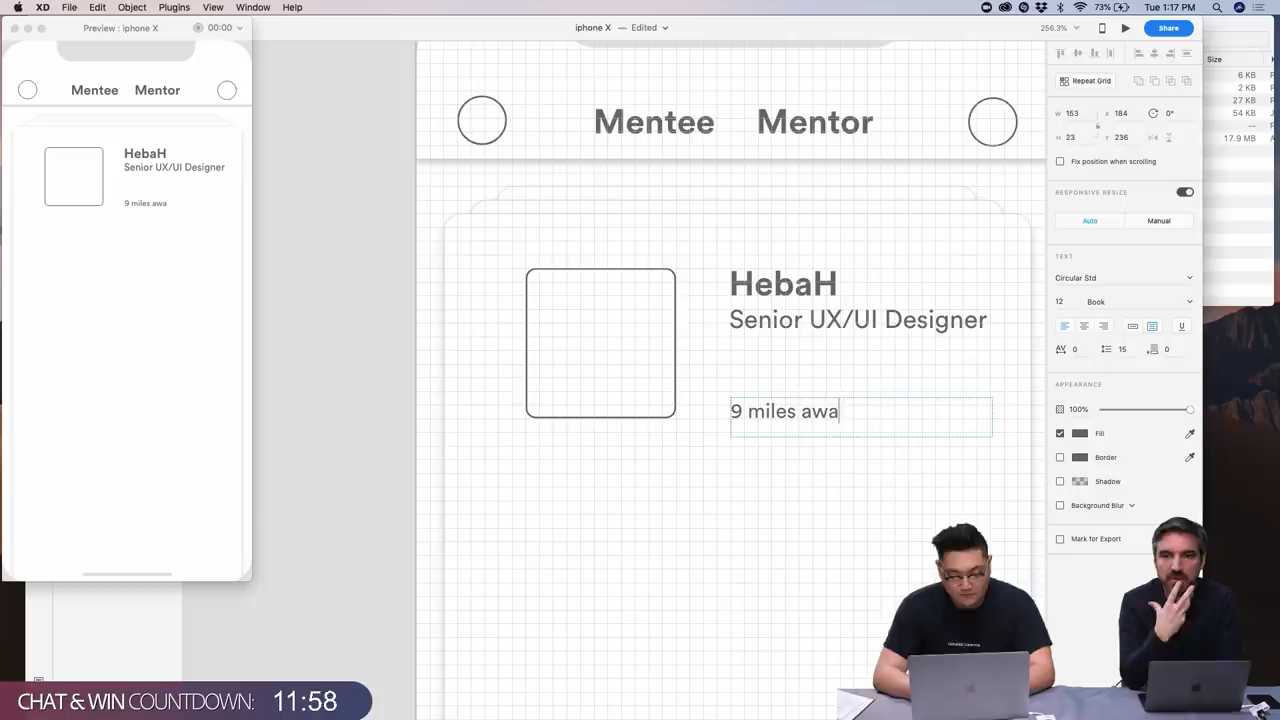 XD File Edit Object Plugins View Window Help
73% Tue 1:17 PM
Preview : iphone X 00:00
iphone X — Edited
256.3%
Share
Size
Mentee Mentor
HebaH
Senior UX/UI Designer
9 miles awa
Mentee Mentor
HebaH
Senior UX/UI Designer
9 miles awa
Repeat Grid
W 153 X 184 0°
H 23 Y 236
Fix position when scrolling
RESPONSIVE RESIZE
Auto Manual
TEXT
Circular Std
12 Book
U
AV 0 15 0
APPEARANCE
100%
Fill
Border
Shadow
Background Blur
Mark for Export
6 KB
2 KB
27 KB
54 KB
--
17.9 MB
CHAT & WIN COUNTDOWN: 11:58